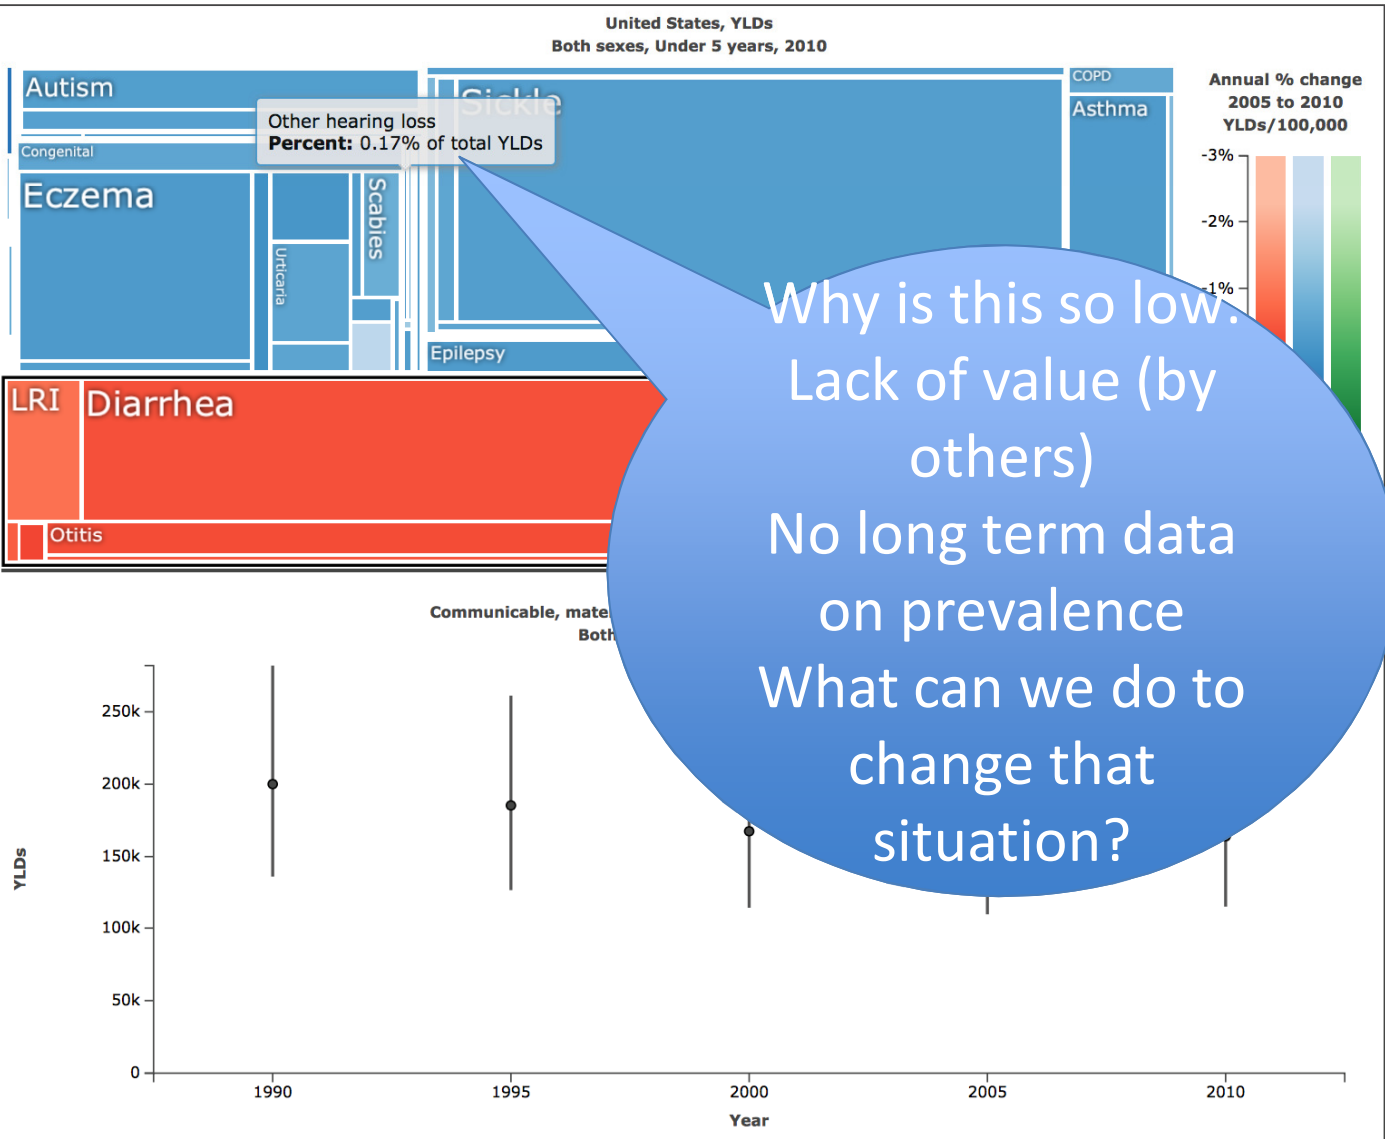 United States, YLDs
Both sexes, Under 5 years, 2010
Autism
Other hearing loss
Percent: 0.17% of total YLDs
Sickle
COPD
Asthma
Congenital
Eczema
Urticaria
Scabies
Epilepsy
LRI
Diarrhea
Otitis
Annual % change
2005 to 2010
YLDs/100,000
-3%
-2%
-1%
Why is this so low.
Lack of value (by
others)
No long term data
on prevalence
What can we do to
change that
situation?
Communicable,
Both
250k
200k
150k
100k
50k
0
YLDs
1990
1995
2000
2005
2010
Year